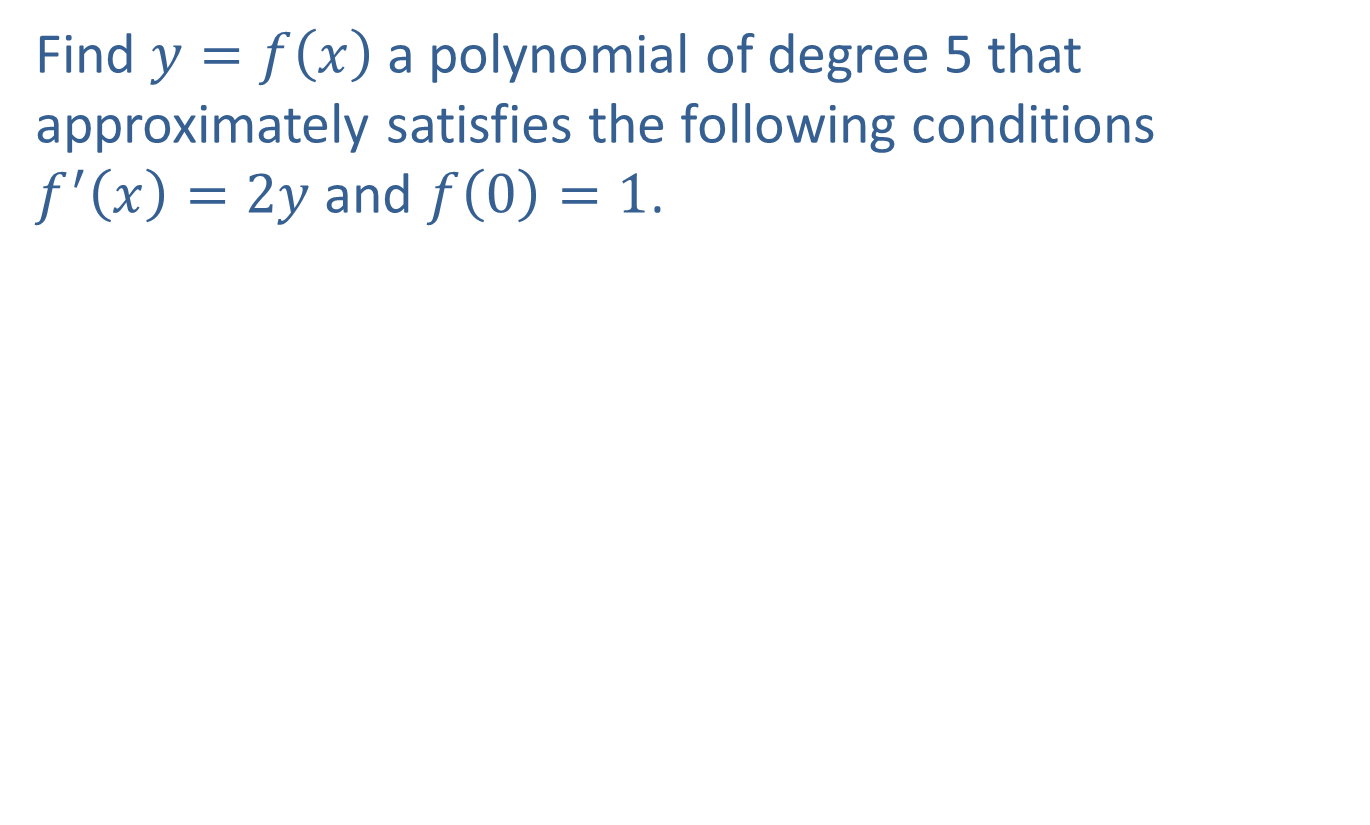 Find y = f(x) a polynomial of degree 5 that
approximately satisfies the following conditions
f′(x) = 2y and f(0) = 1.